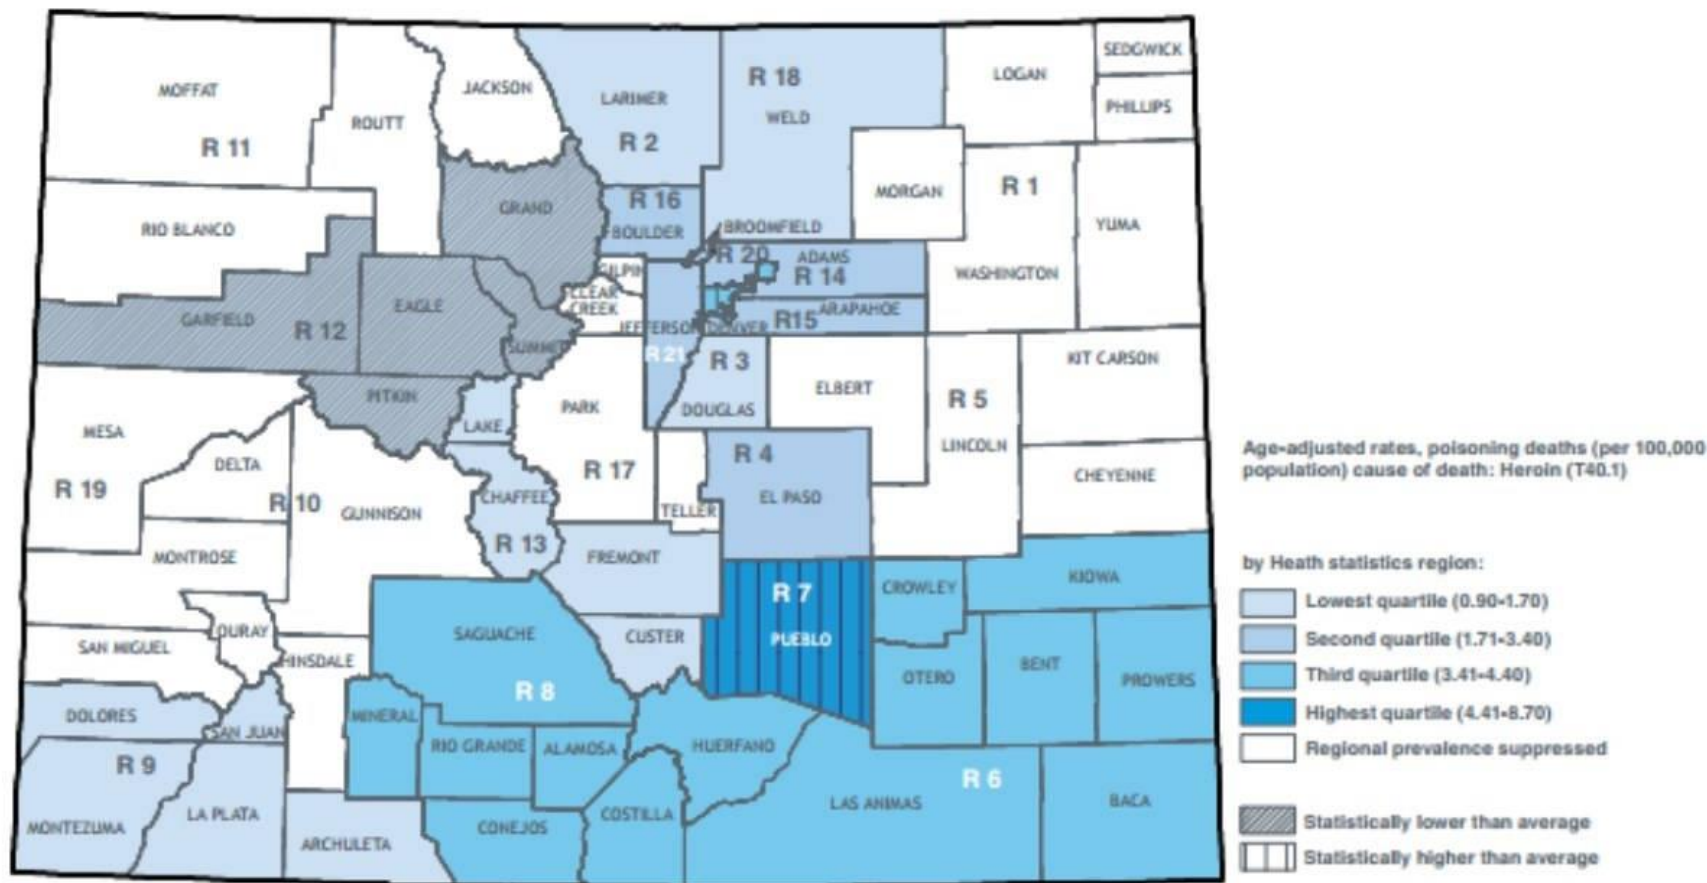 MOFFAT
R 11
ROUTT
JACKSON
LARIMER
R 2
R 18
WELD
LOGAN
SEDGWICK
PHILLIPS
RIO BLANCO
GRAND
R 16
BOULDER
MORGAN
R 1
YUMA
BROOMFIELD
R 20
ADAMS
R 14
WASHINGTON
GILPIN
CLEAR
CREEK
GARFIELD
R 12
EAGLE
SUMMIT
JEFFERSON
DENVER
R15
ARAPAHOE
R 21
R 3
DOUGLAS
ELBERT
KIT CARSON
PITKIN
LAKE
PARK
R 5
LINCOLN
MESA
R 19
DELTA
R 10
GUNNISON
CHAFFEE
R 17
TELLER
R 4
EL PASO
CHEYENNE
MONTROSE
R 13
FREMONT
R 7
PUEBLO
CROWLEY
KIOWA
SAN MIGUEL
OURAY
HINSDALE
SAGUACHE
R 8
CUSTER
OTERO
BENT
PROWERS
DOLORES
SAN JUAN
MINERAL
RIO GRANDE
ALAMOSA
HUERFANO
R 9
MONTEZUMA
LA PLATA
ARCHULETA
CONEJOS
COSTILLA
LAS ANIMAS
R 6
BACA
Age-adjusted rates, poisoning deaths (per 100,000
population) cause of death: Heroin (T40.1)
by Heath statistics region:
Lowest quartile (0.90-1.70)
Second quartile (1.71-3.40)
Third quartile (3.41-4.40)
Highest quartile (4.41-8.70)
Regional prevalence suppressed
Statistically lower than average
Statistically higher than average